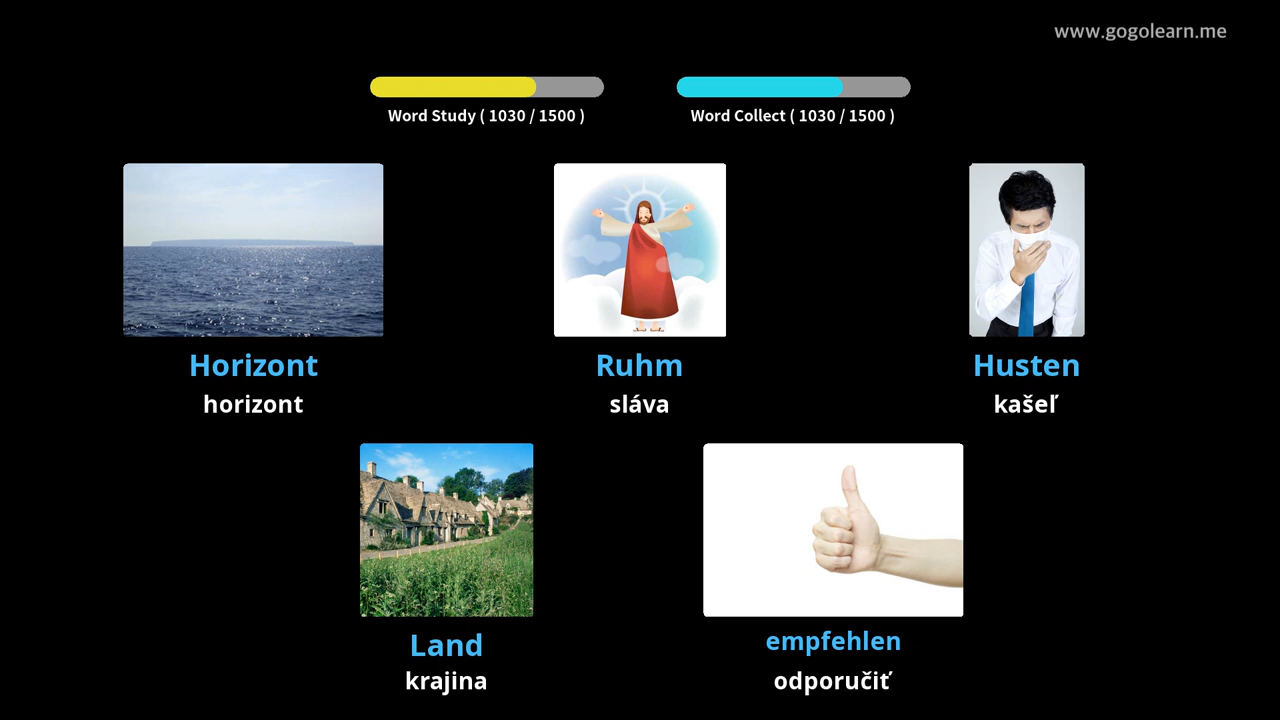 www.gogolearn.me
Word Study ( 1030 / 1500 )
Word Collect ( 1030 / 1500 )
Horizont
horizont
Ruhm
sláva
Husten
kašeľ
Land
krajina
empfehlen
odporučiť